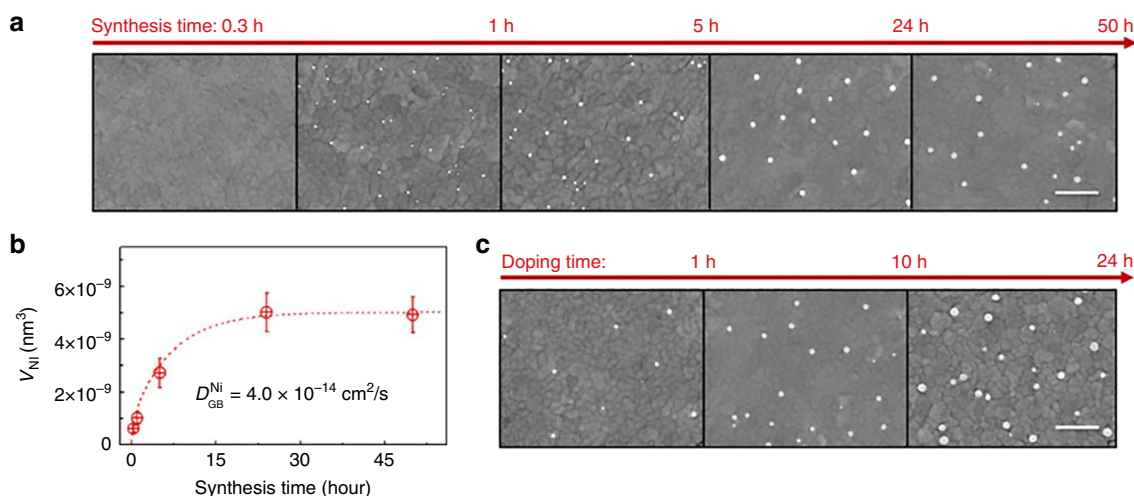 a
Synthesis time: 0.3 h 1 h 5 h 24 h 50 h
b
6×10⁻⁹
4×10⁻⁹
2×10⁻⁹
0
V_NI (nm³)
D_GB^Ni = 4.0 × 10⁻¹⁴ cm²/s
0 15 30 45
Synthesis time (hour)
c
Doping time: 1 h 10 h 24 h